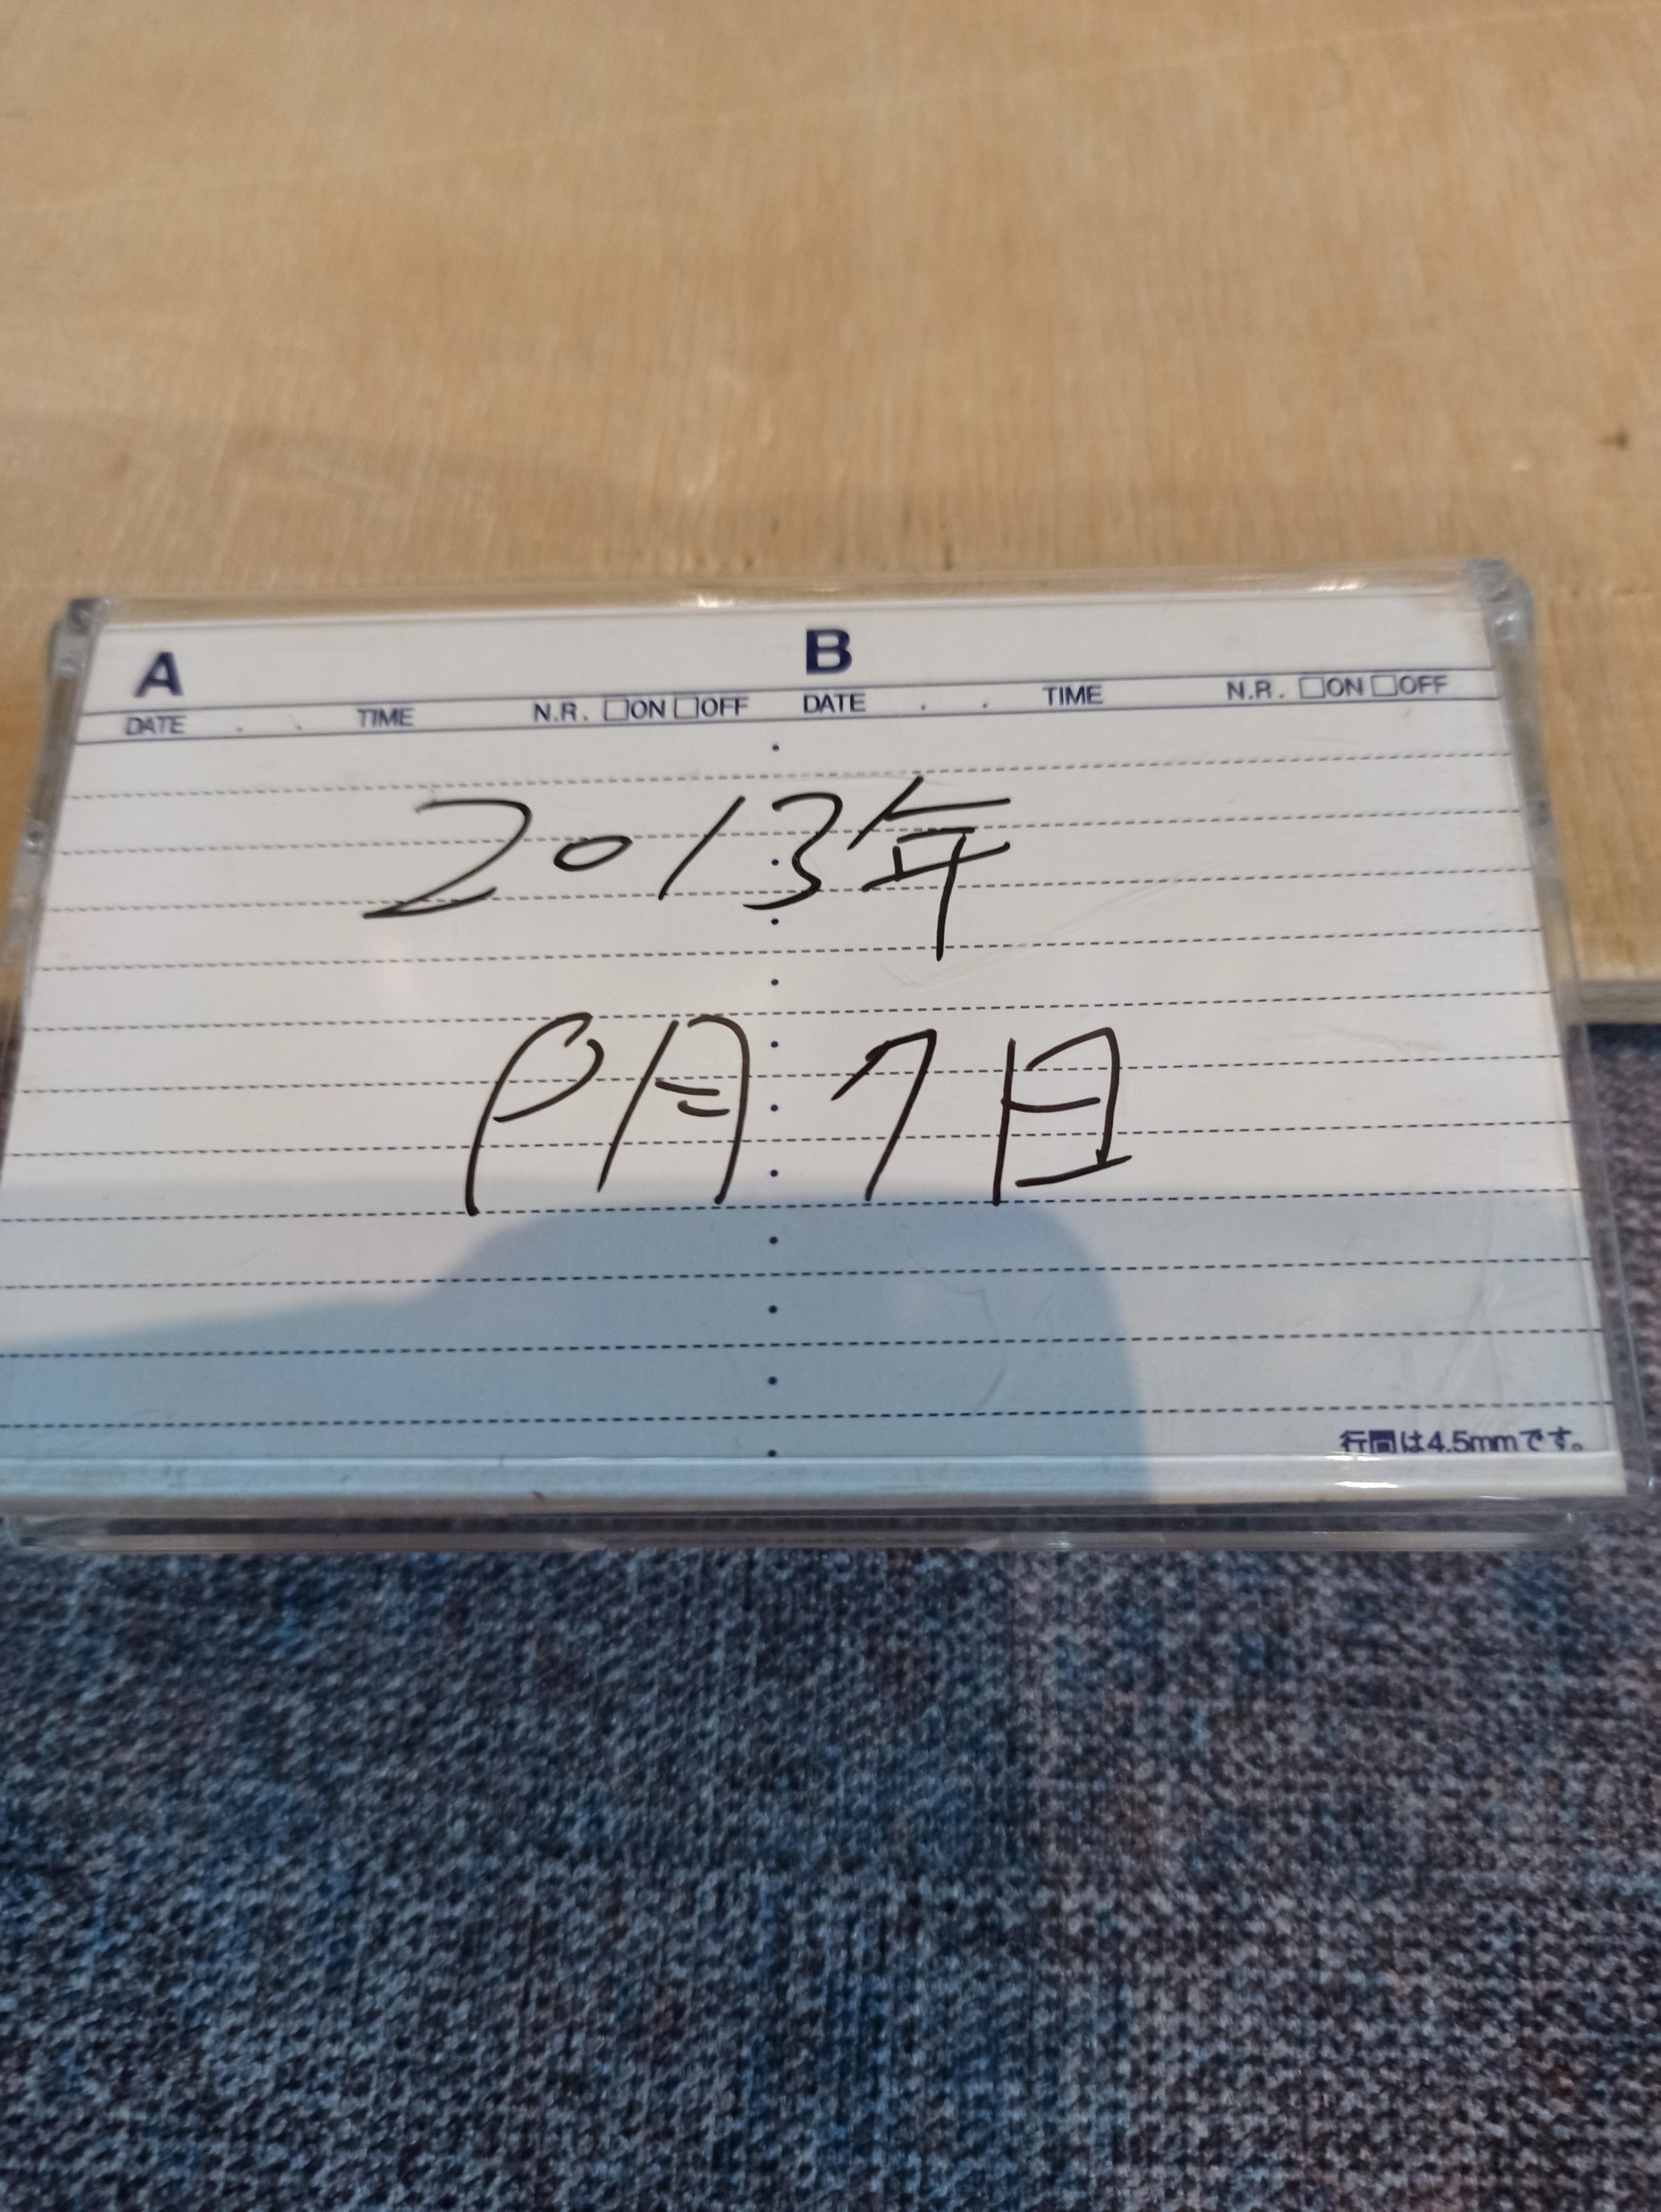 A B
DATE . . TIME N.R. □ON □OFF DATE . . TIME N.R. □ON □OFF
2013年
月7日
行間は4.5mmです。